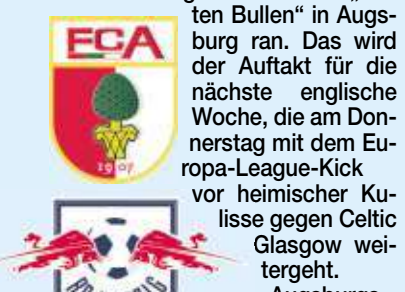 ten Bullen“ in Augs-
burg ran. Das wird
der Auftakt für die
nächste englische
Woche, die am Don-
nerstag mit dem Eu-
ropa-League-Kick
vor heimischer Ku-
lisse gegen Celtic
Glasgow wei-
tergeht.
FCA
1907